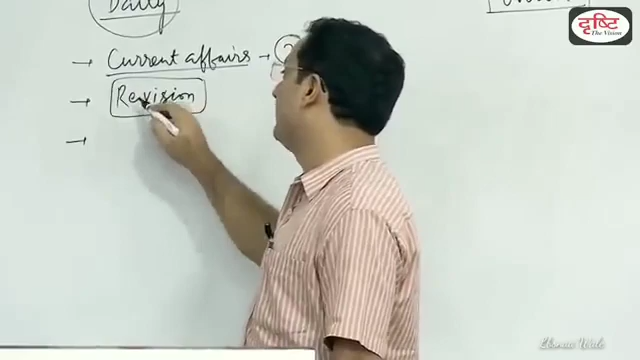 Daily
→ Current affairs →
→ Revision
→
दृष्टि
The Vision